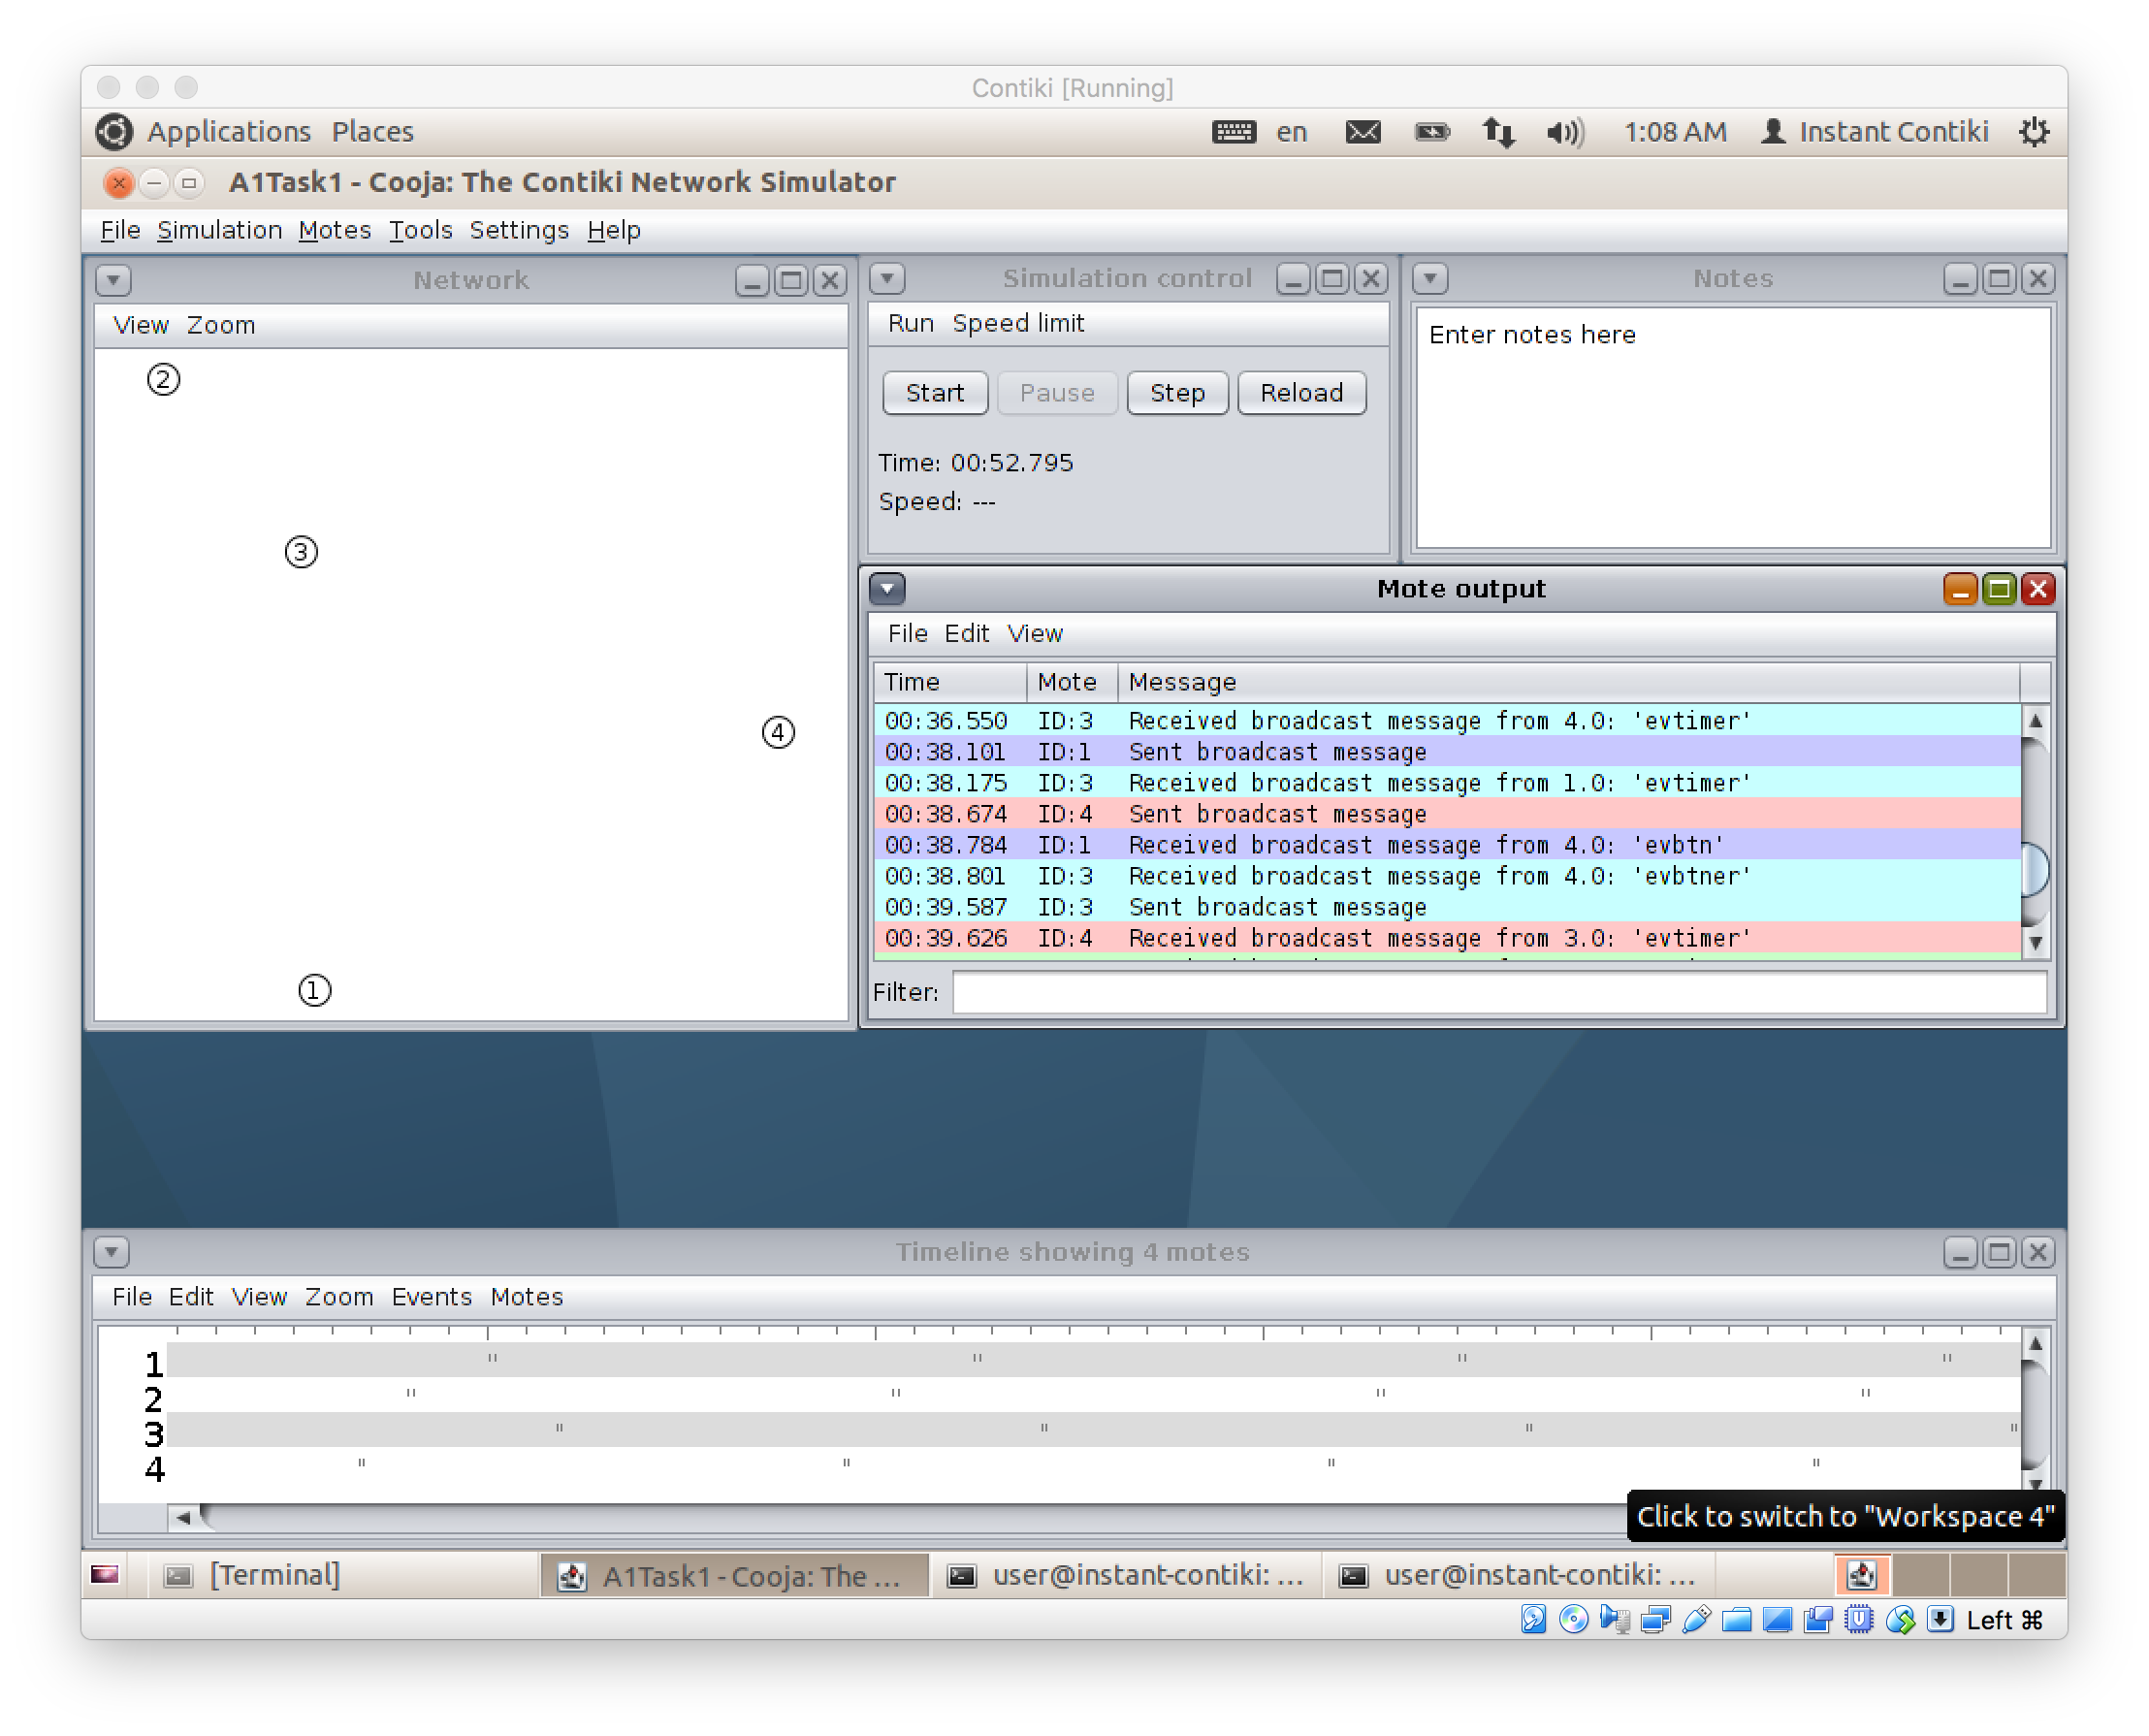 Contiki [Running]
Applications Places en 1:08 AM Instant Contiki
A1Task1 - Cooja: The Contiki Network Simulator
File Simulation Motes Tools Settings Help
Network
View Zoom
2
3
4
1
Simulation control
Run Speed limit
Start Pause Step Reload
Time: 00:52.795
Speed: ---
Notes
Enter notes here
Mote output
File Edit View
Time Mote Message
00:36.550 ID:3 Received broadcast message from 4.0: 'evtimer'
00:38.101 ID:1 Sent broadcast message
00:38.175 ID:3 Received broadcast message from 1.0: 'evtimer'
00:38.674 ID:4 Sent broadcast message
00:38.784 ID:1 Received broadcast message from 4.0: 'evbtn'
00:38.801 ID:3 Received broadcast message from 4.0: 'evbtner'
00:39.587 ID:3 Sent broadcast message
00:39.626 ID:4 Received broadcast message from 3.0: 'evtimer'
Filter:
Timeline showing 4 motes
File Edit View Zoom Events Motes
1
2
3
4
Click to switch to "Workspace 4"
[Terminal] A1Task1 - Cooja: The ... user@instant-contiki: ... user@instant-contiki: ...
Left ⌘